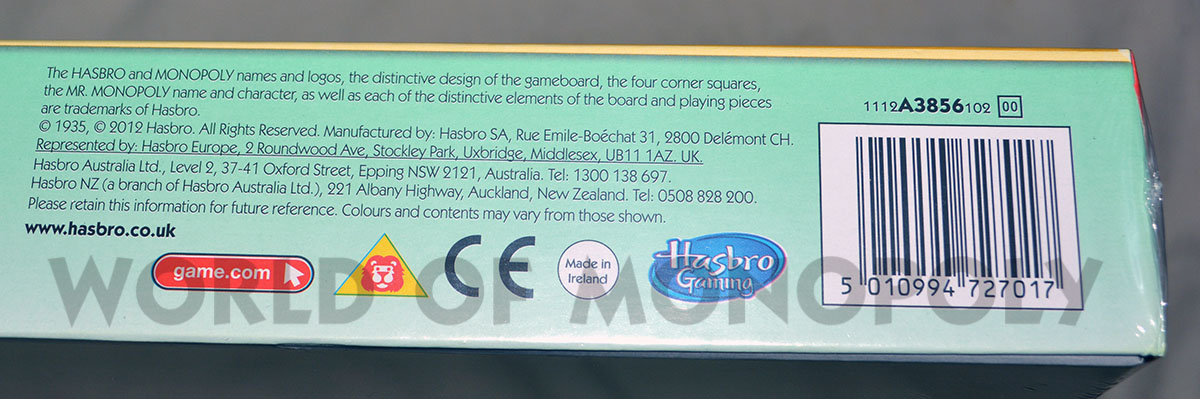 The HASBRO and MONOPOLY names and logos, the distinctive design of the gameboard, the four corner squares,
the MR. MONOPOLY name and character, as well as each of the distinctive elements of the board and playing pieces
are trademarks of Hasbro.
© 1935, © 2012 Hasbro. All Rights Reserved. Manufactured by: Hasbro SA, Rue Emile-Boéchat 31, 2800 Delémont CH.
Represented by: Hasbro Europe, 2 Roundwood Ave, Stockley Park, Uxbridge, Middlesex, UB11 1AZ. UK.
Hasbro Australia Ltd., Level 2, 37-41 Oxford Street, Epping NSW 2121, Australia. Tel: 1300 138 697.
Hasbro NZ (a branch of Hasbro Australia Ltd.), 221 Albany Highway, Auckland, New Zealand. Tel: 0508 828 200.
Please retain this information for future reference. Colours and contents may vary from those shown.
www.hasbro.co.uk
game.com
CE
Made in
Ireland
Hasbro
Gaming
1112A3856102 00
5 010994 727017
WORLD OF MONOPOLY